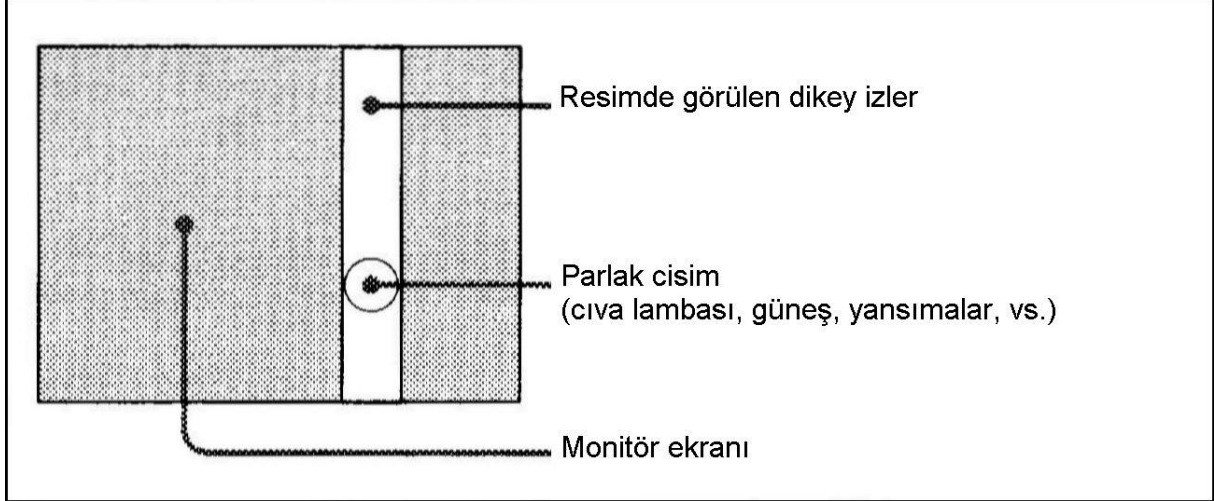 Resimde görülen dikey izler
Parlak cisim
(cıva lambası, güneş, yansımalar, vs.)
Monitör ekranı